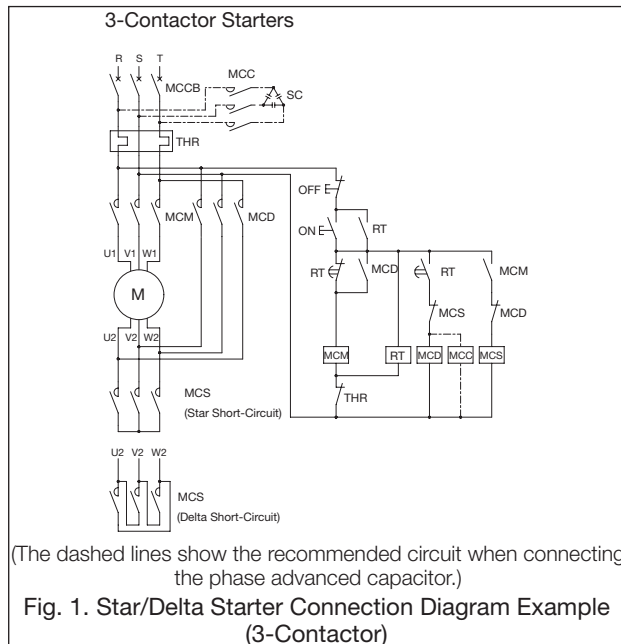 3-Contactor Starters
R S T
MCCB
MCC
SC
THR
OFF
MCM MCD
ON RT
U1 V1 W1
RT MCD RT MCM
M
MCS MCD
U2 V2 W2
MCM RT MCD MCC MCS
MCS
(Star Short-Circuit)
THR
U2 V2 W2
MCS
(Delta Short-Circuit)
(The dashed lines show the recommended circuit when connecting
the phase advanced capacitor.)
Fig. 1. Star/Delta Starter Connection Diagram Example
(3-Contactor)